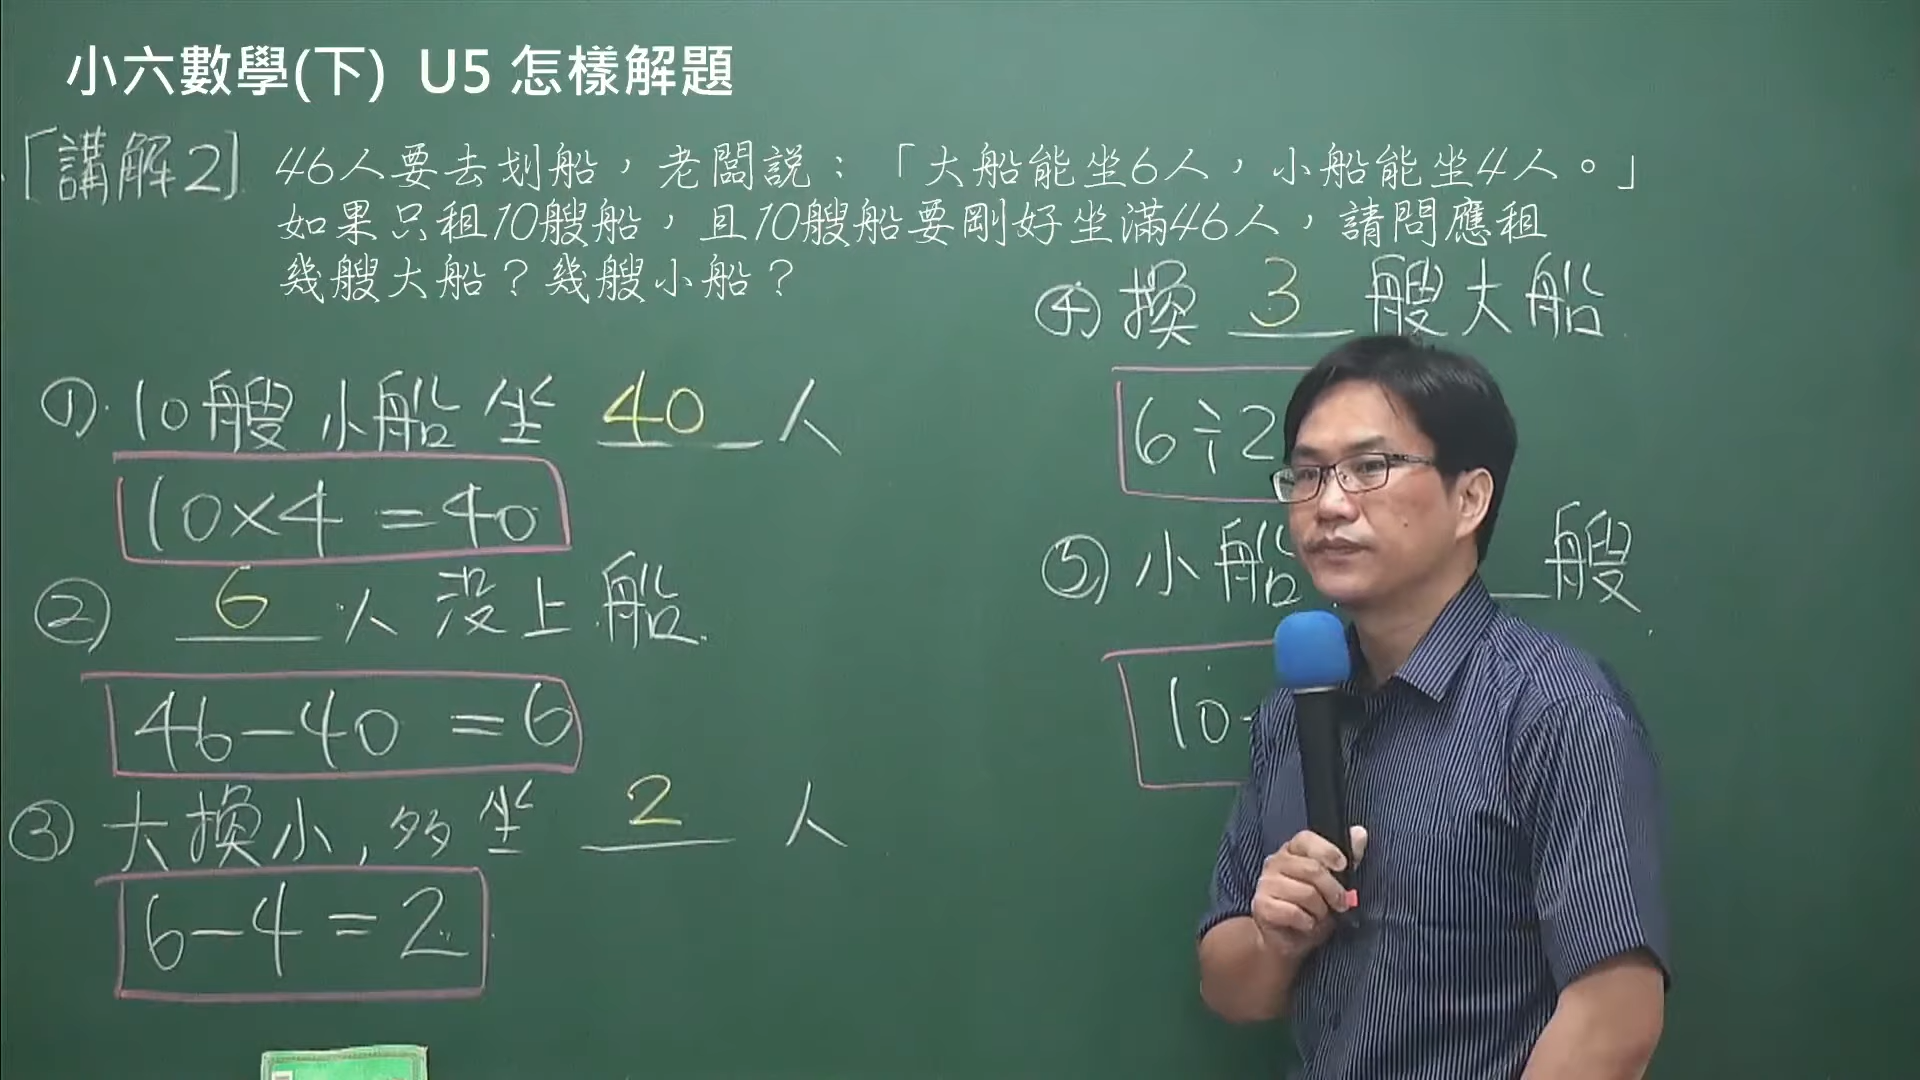 小六數學(下) U5 怎樣解題
「講解2」
46人要去划船，老闆說：「大船能坐6人，小船能坐4人。」
如果只租10艘船，且10艘船要剛好坐滿46人，請問應租
幾艘大船？幾艘小船？
① 10艘小船坐 40 人
10×4=40
② 6 人沒上船
46-40=6
③ 大換小，多坐 2 人
6-4=2
④ 換 3 艘大船
6÷2
⑤ 小船 艘
10-